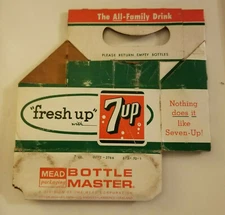 The All-Family Drink
PLEASE RETURN EMPTY BOTTLES
"fresh up"
with
7up
Nothing
does it
like
Seven-Up!
MEAD
BOTTLE
MASTER